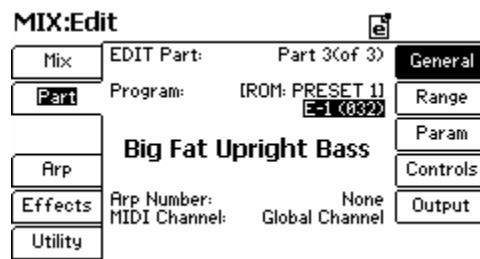 MIX:Edit
e
Mix
EDIT Part: Part 3(of 3)
General
Part
Program: [ROM: PRESET 1]
Range
E-1 (032)
Param
Big Fat Upright Bass
Arp
Controls
Effects
Arp Number: None
Output
MIDI Channel: Global Channel
Utility